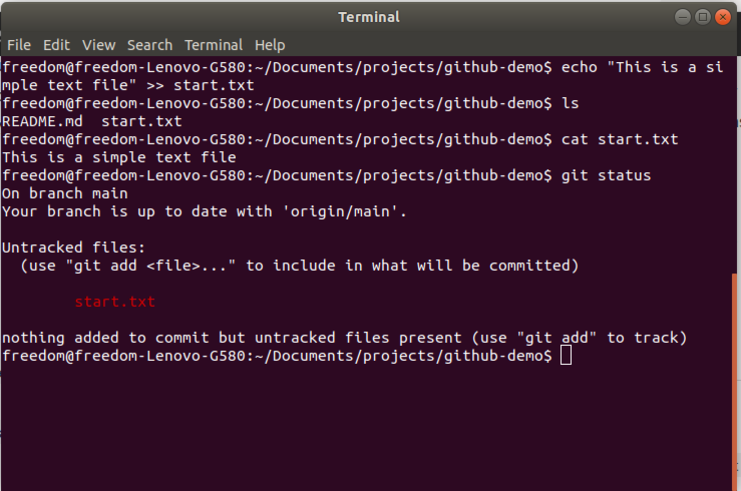 Terminal
File Edit View Search Terminal Help
freedom@freedom-Lenovo-G580:~/Documents/projects/github-demo$ echo "This is a si
mple text file" >> start.txt
freedom@freedom-Lenovo-G580:~/Documents/projects/github-demo$ ls
README.md  start.txt
freedom@freedom-Lenovo-G580:~/Documents/projects/github-demo$ cat start.txt
This is a simple text file
freedom@freedom-Lenovo-G580:~/Documents/projects/github-demo$ git status
On branch main
Your branch is up to date with 'origin/main'.
Untracked files:
  (use "git add <file>..." to include in what will be committed)
        start.txt
nothing added to commit but untracked files present (use "git add" to track)
freedom@freedom-Lenovo-G580:~/Documents/projects/github-demo$